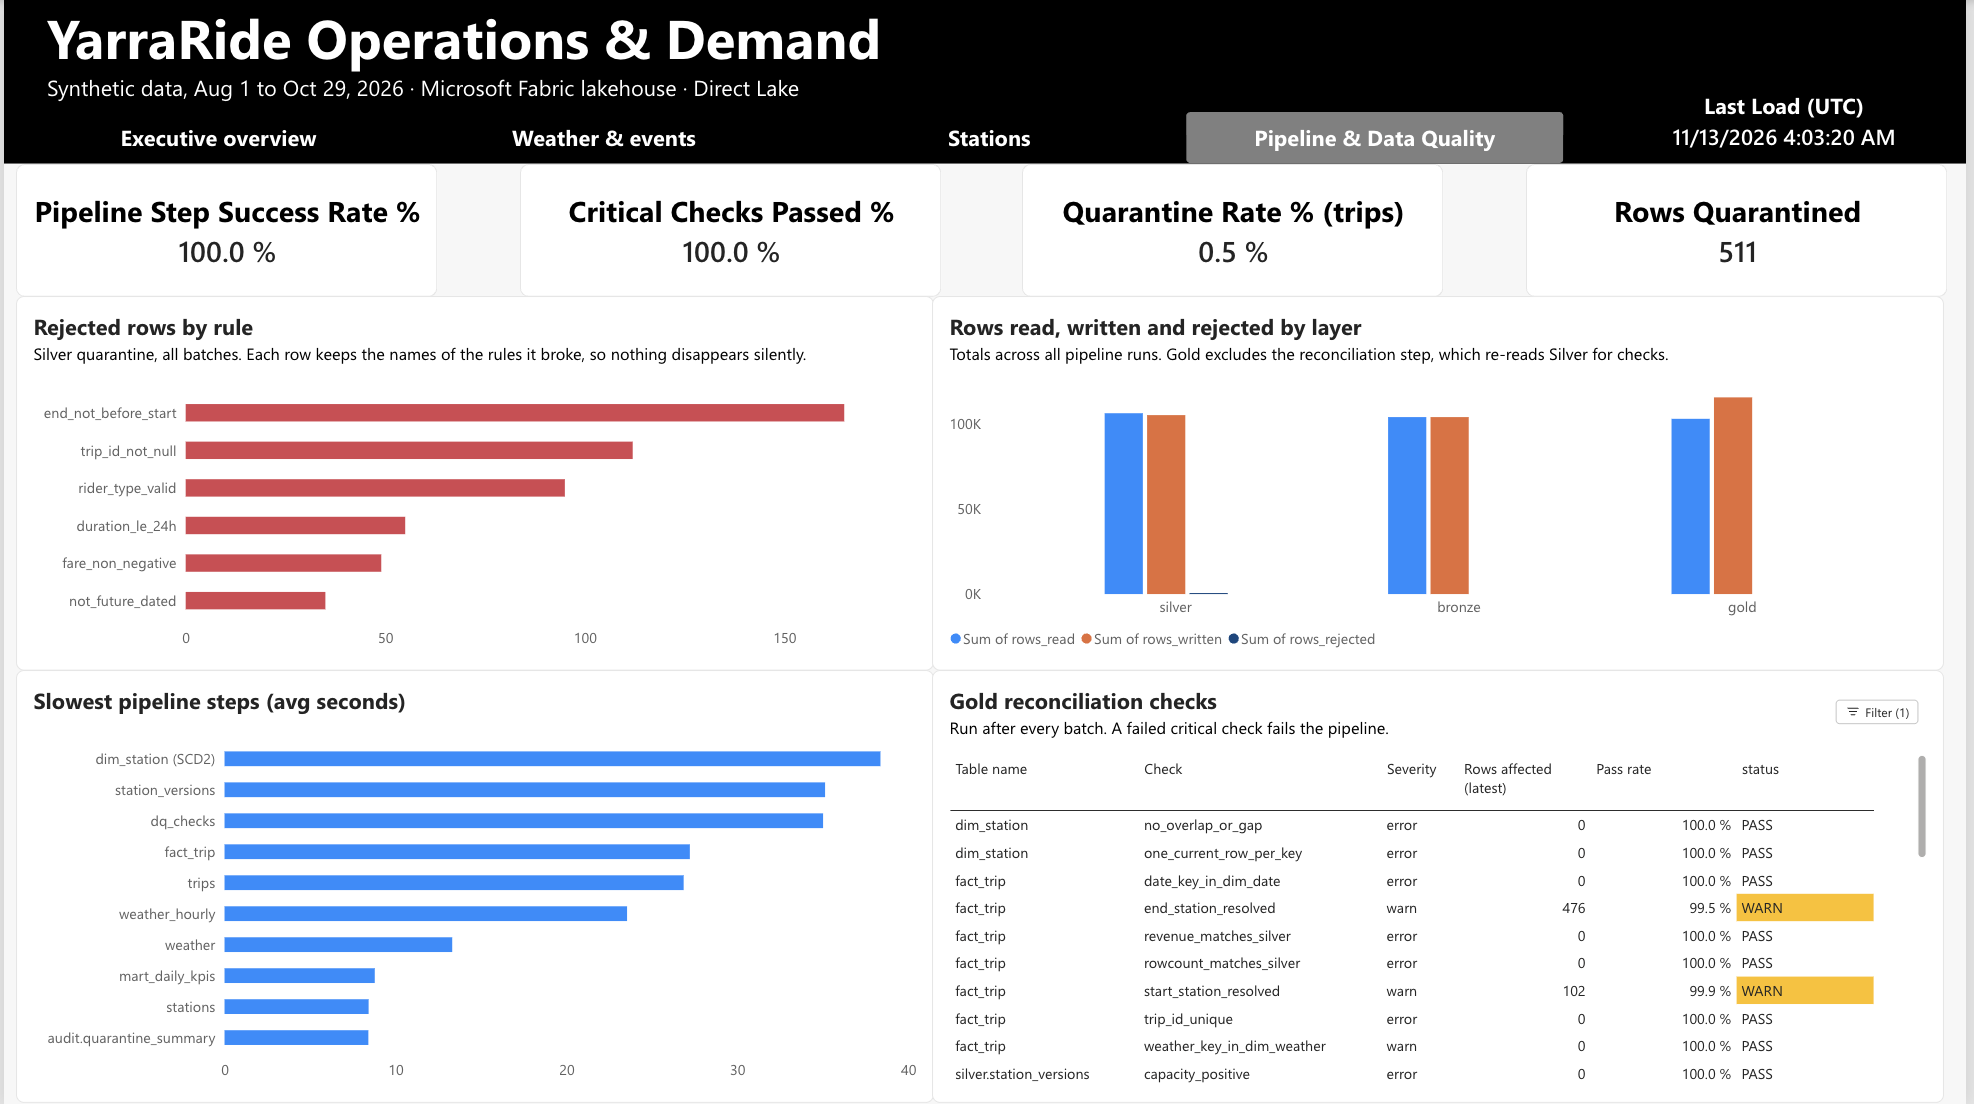 YarraRide Operations & Demand
Synthetic data, Aug 1 to Oct 29, 2026 · Microsoft Fabric lakehouse · Direct Lake
Last Load (UTC)
11/13/2026 4:03:20 AM
Executive overview
Weather & events
Stations
Pipeline & Data Quality
Pipeline Step Success Rate %
100.0 %
Critical Checks Passed %
100.0 %
Quarantine Rate % (trips)
0.5 %
Rows Quarantined
511
Rejected rows by rule
Silver quarantine, all batches. Each row keeps the names of the rules it broke, so nothing disappears silently.
end_not_before_start
trip_id_not_null
rider_type_valid
duration_le_24h
fare_non_negative
not_future_dated
0 50 100 150
Rows read, written and rejected by layer
Totals across all pipeline runs. Gold excludes the reconciliation step, which re-reads Silver for checks.
100K
50K
0K
silver bronze gold
Sum of rows_read Sum of rows_written Sum of rows_rejected
Slowest pipeline steps (avg seconds)
dim_station (SCD2)
station_versions
dq_checks
fact_trip
trips
weather_hourly
weather
mart_daily_kpis
stations
audit.quarantine_summary
0 10 20 30 40
Gold reconciliation checks
Run after every batch. A failed critical check fails the pipeline.
Filter (1)
Table name Check Severity Rows affected (latest) Pass rate status
dim_station no_overlap_or_gap error 0 100.0 % PASS
dim_station one_current_row_per_key error 0 100.0 % PASS
fact_trip date_key_in_dim_date error 0 100.0 % PASS
fact_trip end_station_resolved warn 476 99.5 % WARN
fact_trip revenue_matches_silver error 0 100.0 % PASS
fact_trip rowcount_matches_silver error 0 100.0 % PASS
fact_trip start_station_resolved warn 102 99.9 % WARN
fact_trip trip_id_unique error 0 100.0 % PASS
fact_trip weather_key_in_dim_weather warn 0 100.0 % PASS
silver.station_versions capacity_positive error 0 100.0 % PASS